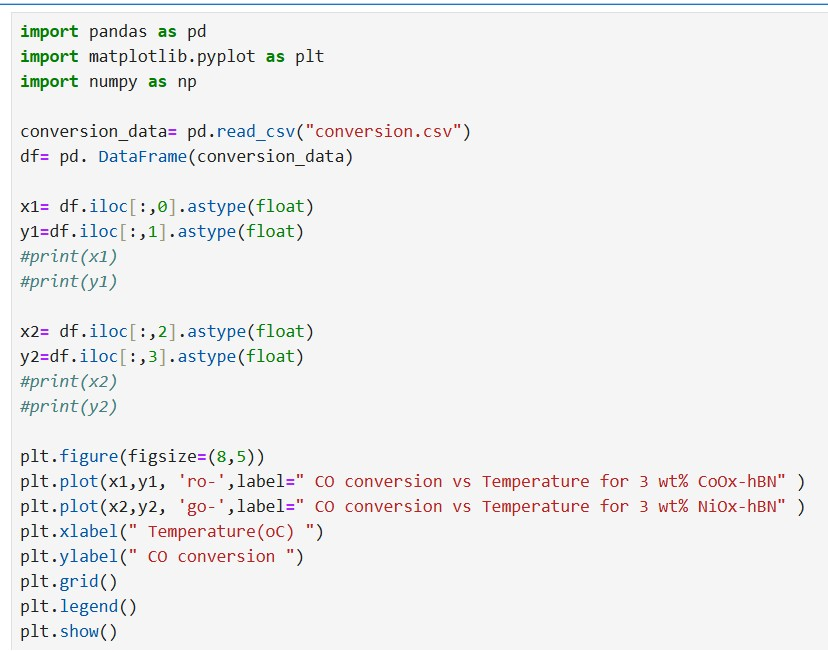 import pandas as pd
import matplotlib.pyplot as plt
import numpy as np
conversion_data= pd.read_csv("conversion.csv")
df= pd. DataFrame(conversion_data)
x1= df.iloc[:,0].astype(float)
y1=df.iloc[:,1].astype(float)
#print(x1)
#print(y1)
x2= df.iloc[:,2].astype(float)
y2=df.iloc[:,3].astype(float)
#print(x2)
#print(y2)
plt.figure(figsize=(8,5))
plt.plot(x1,y1, 'ro-',label=" CO conversion vs Temperature for 3 wt% CoOx-hBN" )
plt.plot(x2,y2, 'go-',label=" CO conversion vs Temperature for 3 wt% NiOx-hBN" )
plt.xlabel(" Temperature(oC) ")
plt.ylabel(" CO conversion ")
plt.grid()
plt.legend()
plt.show()